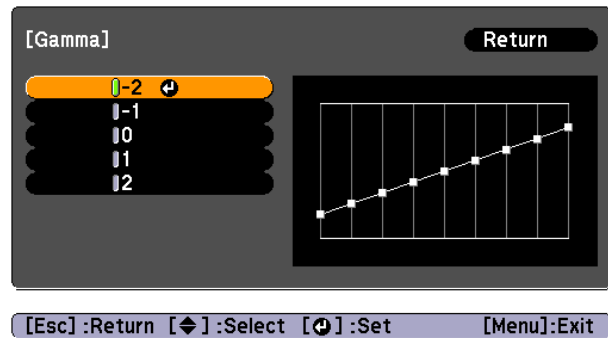 [Gamma]
Return
-2
-1
0
1
2
[Esc] :Return [◆] :Select [↵] :Set [Menu]:Exit